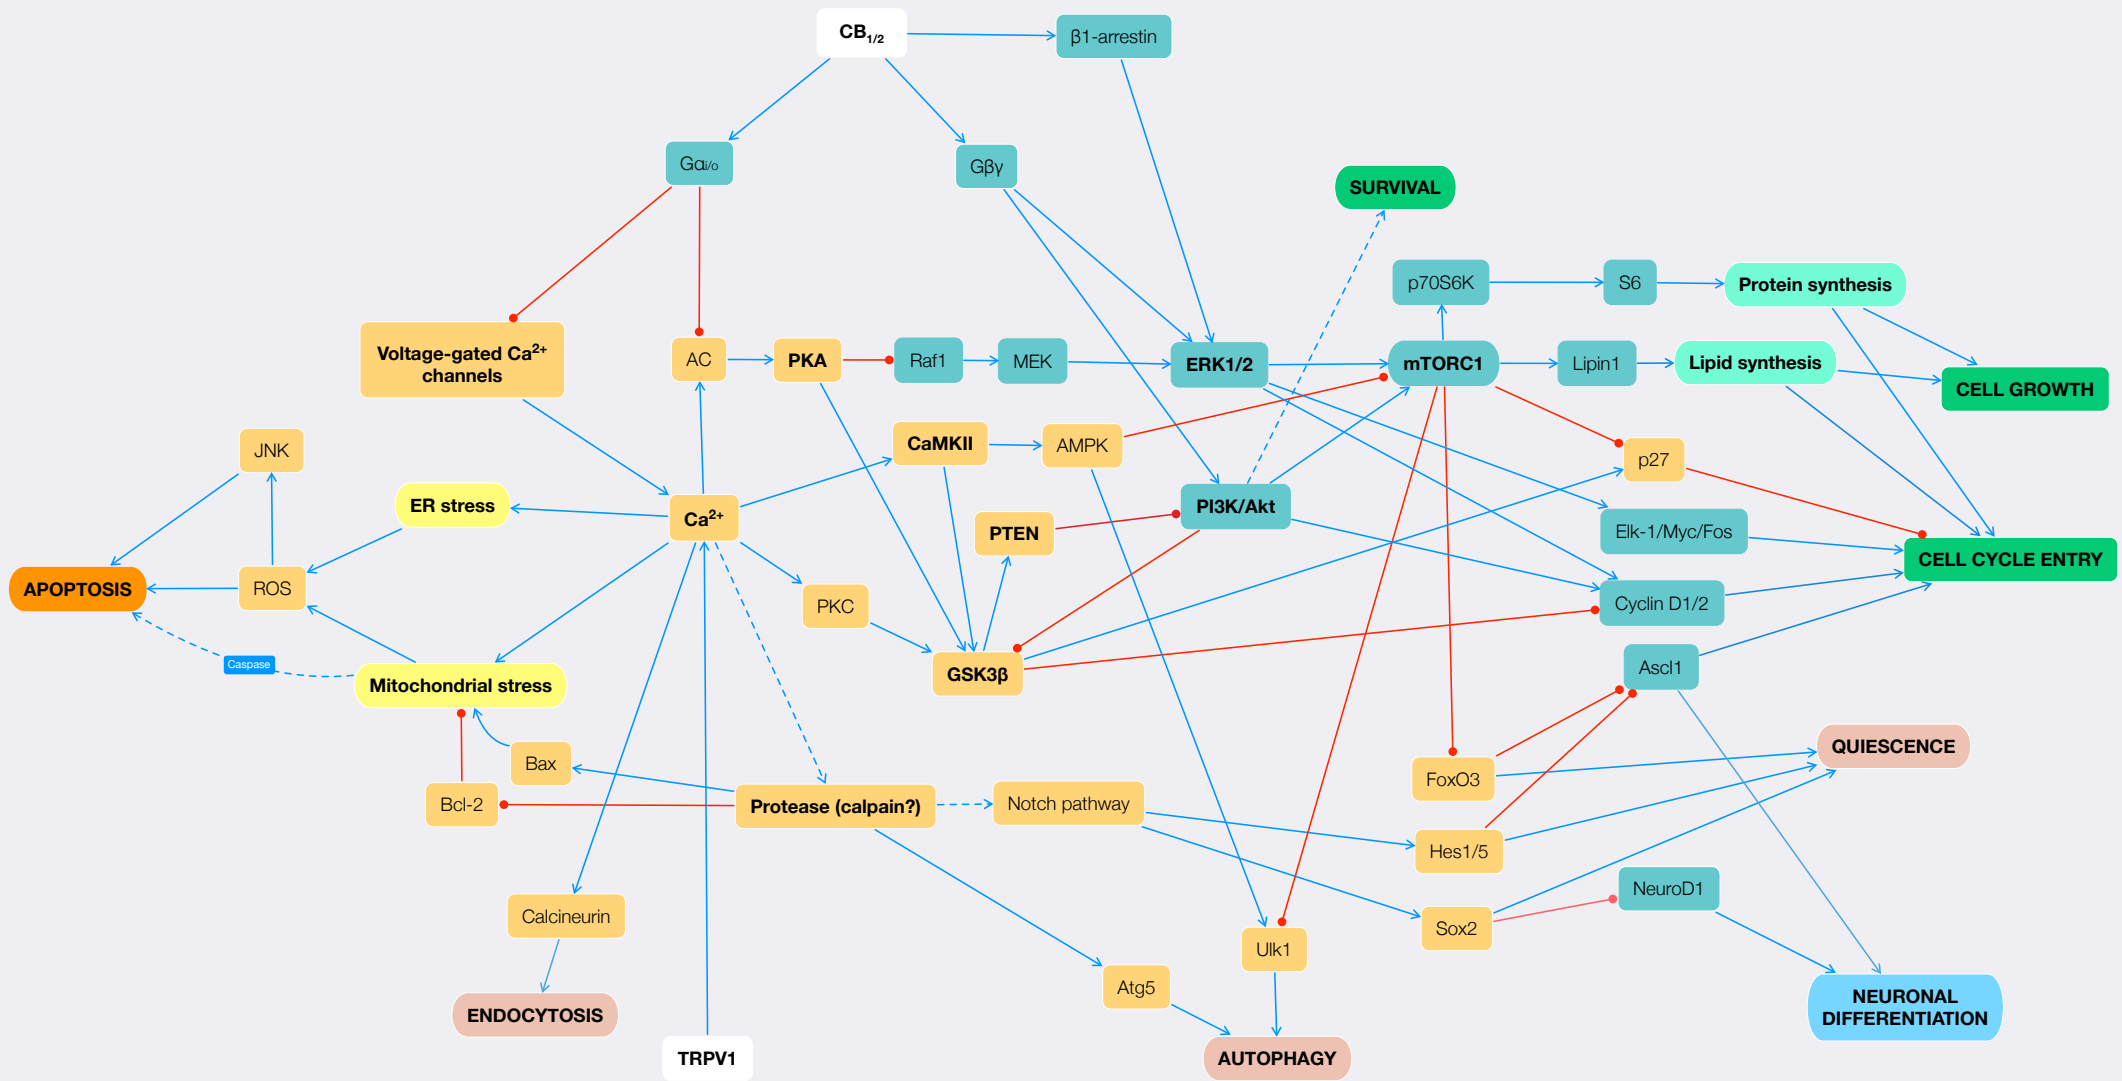 CB1/2
β1-arrestin
Gαi/o
Gβγ
SURVIVAL
p70S6K
S6
Protein synthesis
Voltage-gated Ca²⁺
channels
AC
PKA
Raf1
MEK
ERK1/2
mTORC1
Lipin1
Lipid synthesis
CELL GROWTH
JNK
CaMKII
AMPK
p27
ER stress
Ca²⁺
PI3K/Akt
PTEN
Elk-1/Myc/Fos
CELL CYCLE ENTRY
APOPTOSIS
ROS
PKC
Cyclin D1/2
Caspase
Mitochondrial stress
GSK3β
Ascl1
QUIESCENCE
Bax
FoxO3
Bcl-2
Protease (calpain?)
Notch pathway
Hes1/5
NeuroD1
Calcineurin
Sox2
Ulk1
Atg5
ENDOCYTOSIS
NEURONAL
DIFFERENTIATION
TRPV1
AUTOPHAGY